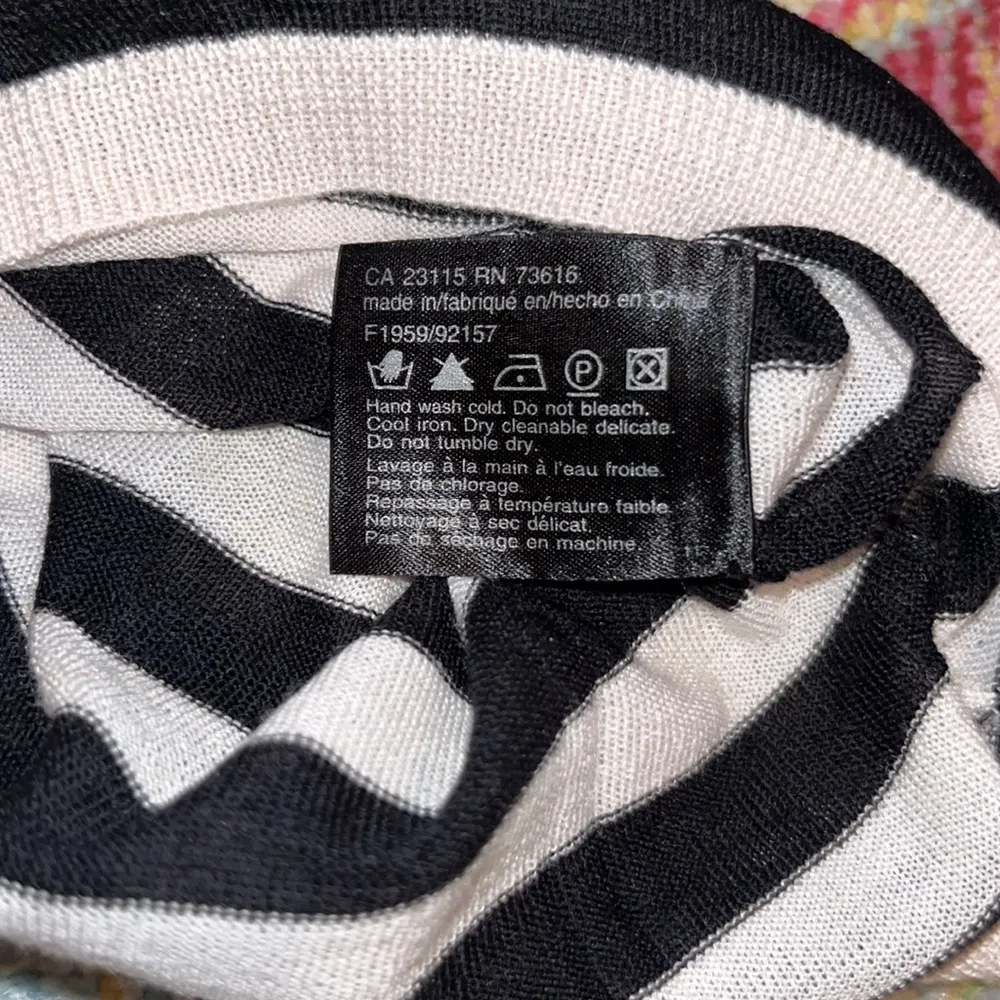 CA 23115 RN 73616
made in/fabriqué en/hecho en China
F1959/92157
P
Hand wash cold. Do not bleach.
Cool iron. Dry cleanable delicate.
Do not tumble dry.
Lavage à la main à l'eau froide.
Pas de chlorage.
Repassage à température faible.
Nettoyage à sec délicat.
Pas de séchage en machine.